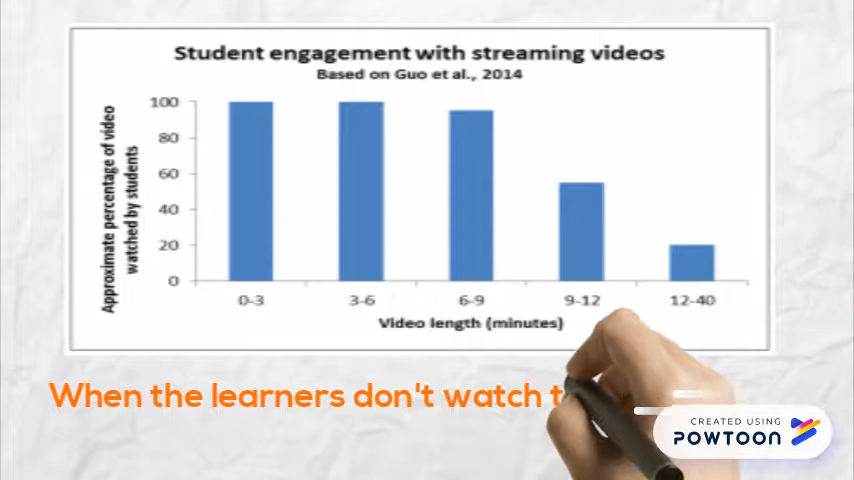 Student engagement with streaming videos
Based on Guo et al., 2014
Approximate percentage of video
watched by students
100
80
60
40
20
0
0-3
3-6
6-9
9-12
12-40
Video length (minutes)
When the learners don't watch t
CREATED USING
POWTOON